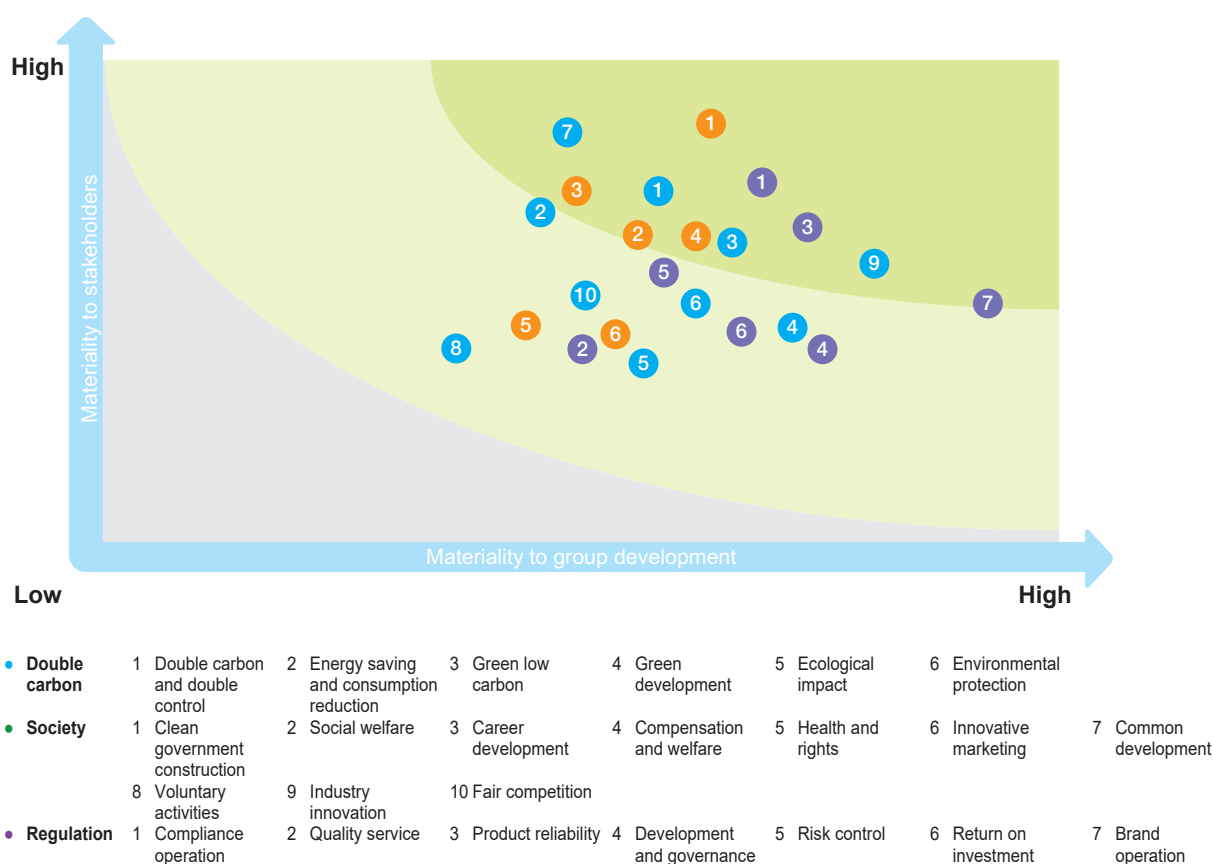 High
Materiality to stakeholders
7
1
3
1
1
2
2
4
3
3
9
5
10
6
7
5
6
6
4
8
2
5
4
Materiality to group development
Low
High
Double carbon
1 Double carbon and double control
2 Energy saving and consumption reduction
3 Green low carbon
4 Green development
5 Ecological impact
6 Environmental protection
Society
1 Clean government construction
2 Social welfare
3 Career development
4 Compensation and welfare
5 Health and rights
6 Innovative marketing
7 Common development
8 Voluntary activities
9 Industry innovation
10 Fair competition
Regulation
1 Compliance operation
2 Quality service
3 Product reliability
4 Development and governance
5 Risk control
6 Return on investment
7 Brand operation